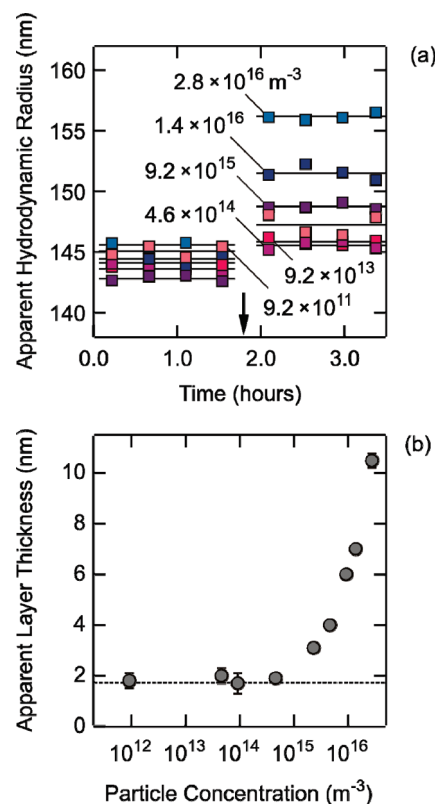 (a)
Apparent Hydrodynamic Radius (nm)
160
155
150
145
140
2.8 ×10¹⁶ m⁻³
1.4 ×10¹⁶
9.2 ×10¹⁵
4.6 ×10¹⁴
9.2 ×10¹³
9.2 ×10¹¹
0.0 1.0 2.0 3.0
Time (hours)
(b)
Apparent Layer Thickness (nm)
10
8
6
4
2
0
10¹² 10¹³ 10¹⁴ 10¹⁵ 10¹⁶
Particle Concentration (m⁻³)